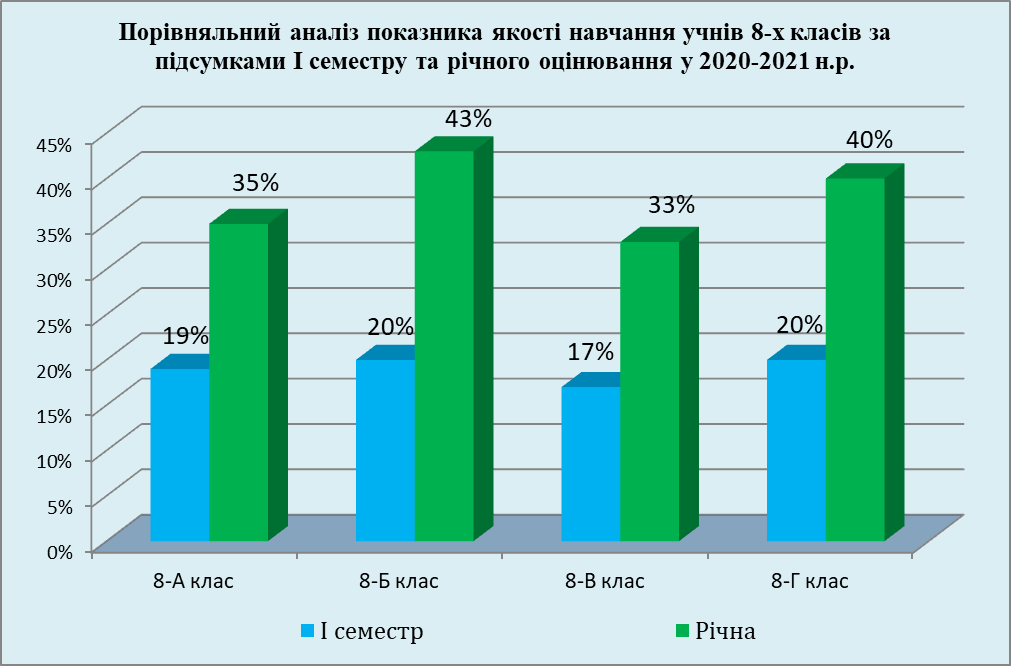 Порівняльний аналіз показника якості навчання учнів 8-х класів за
підсумками І семестру та річного оцінювання у 2020-2021 н.р.
45%
40%
35%
30%
25%
20%
15%
10%
5%
0%
19%
35%
20%
43%
17%
33%
20%
40%
8-А клас
8-Б клас
8-В клас
8-Г клас
І семестр
Річна